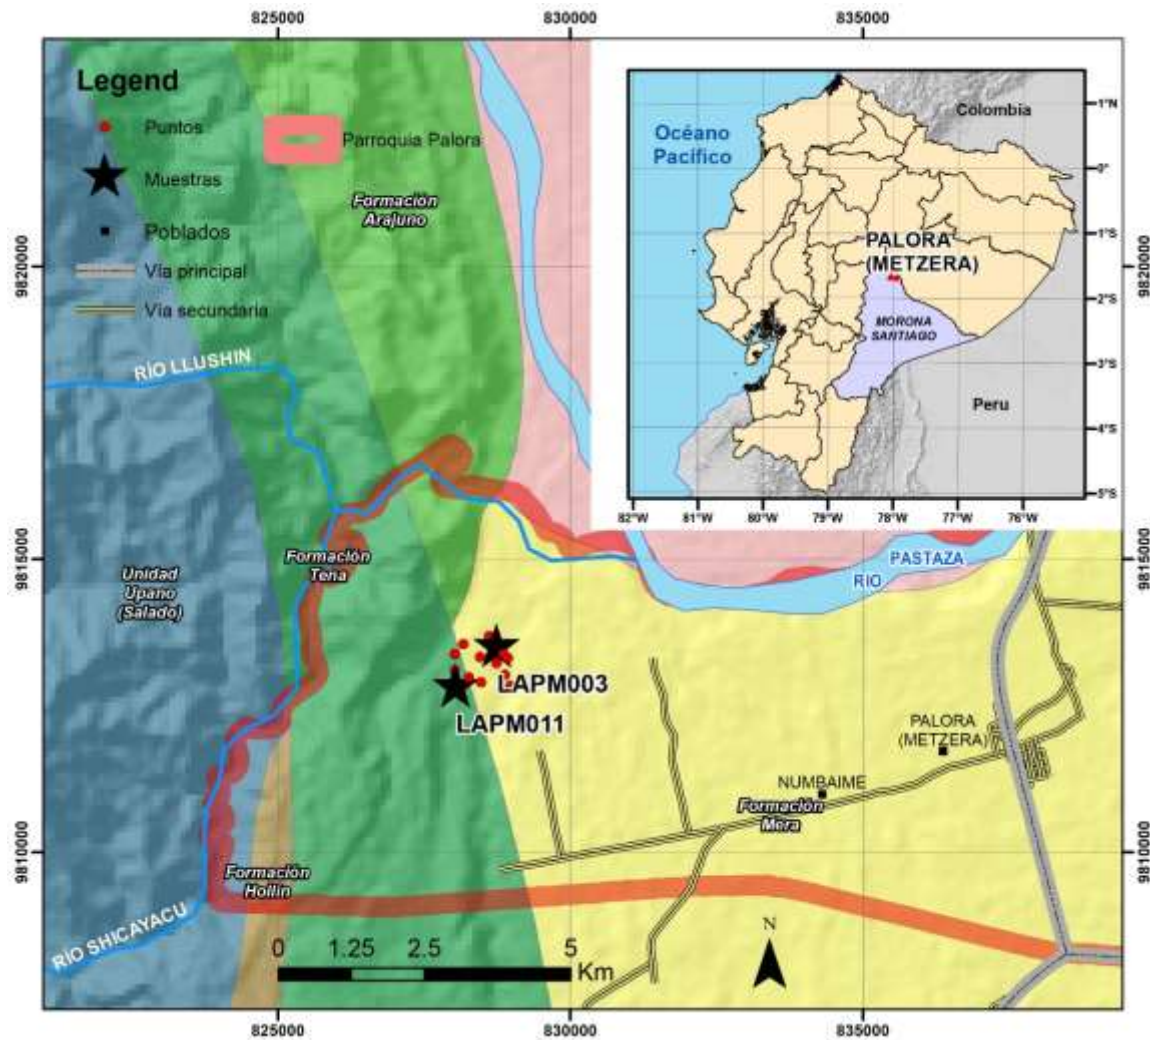 825000
830000
835000
Legend
Puntos
Muestras
Poblados
Vía principal
Vía secundaria
Parroquia Palora
Formación
Arajuno
Océano
Pacífico
Colombia
PALORA
(METZERA)
MORONA
SANTIAGO
Peru
1°N
0°
1°S
2°S
3°S
4°S
5°S
82°W
81°W
80°W
79°W
78°W
77°W
76°W
9820000
9820000
RÍO LLUSHIN
Formación
Tena
Unidad
Upano
(Salado)
9815000
9815000
RÍO
PASTAZA
LAPM003
LAPM011
PALORA
(METZERA)
NUMBAIME
Formación
Mera
9810000
9810000
Formación
Hollin
RÍO SHICAYACU
0
1.25
2.5
5
Km
N
825000
830000
835000